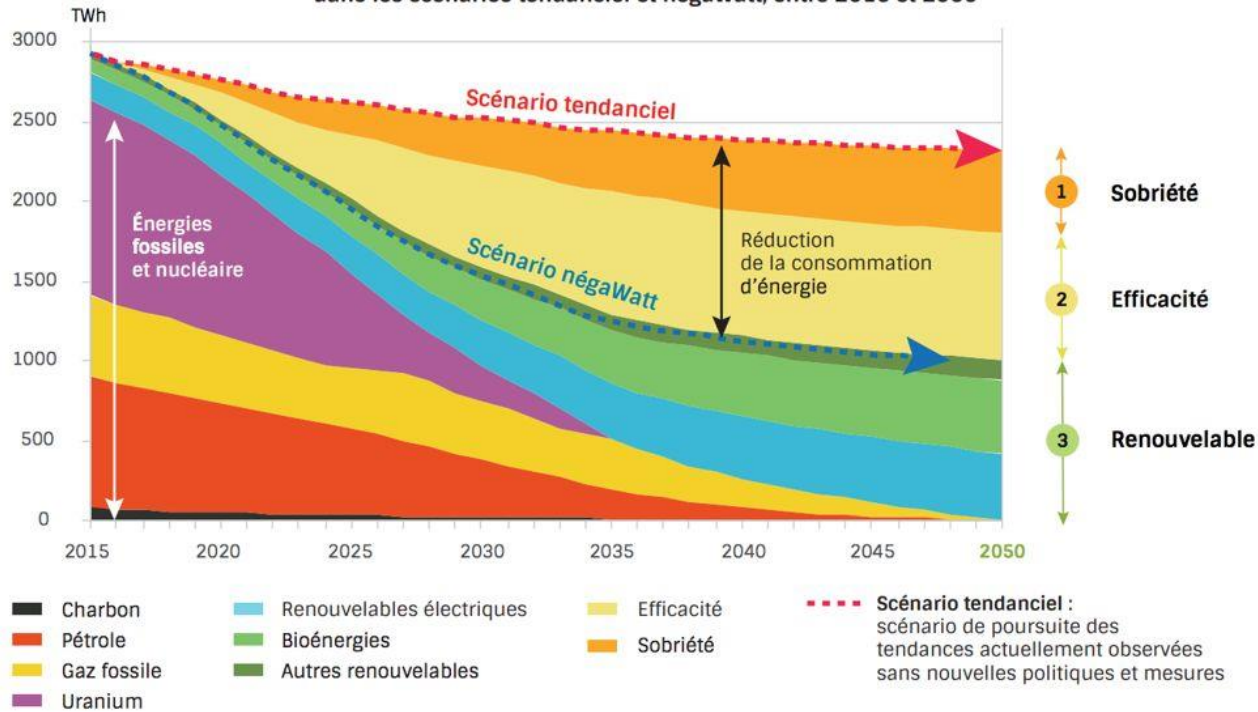 TWh
3000
2500
2000
1500
1000
500
0
Scénario tendanciel
Énergies
fossiles
et nucléaire
Scénario négaWatt
Réduction
de la consommation
d'énergie
1 Sobriété
2 Efficacité
3 Renouvelable
2015 2020 2025 2030 2035 2040 2045 2050
Charbon
Pétrole
Gaz fossile
Uranium
Renouvelables électriques
Bioénergies
Autres renouvelables
Efficacité
Sobriété
Scénario tendanciel :
scénario de poursuite des
tendances actuellement observées
sans nouvelles politiques et mesures